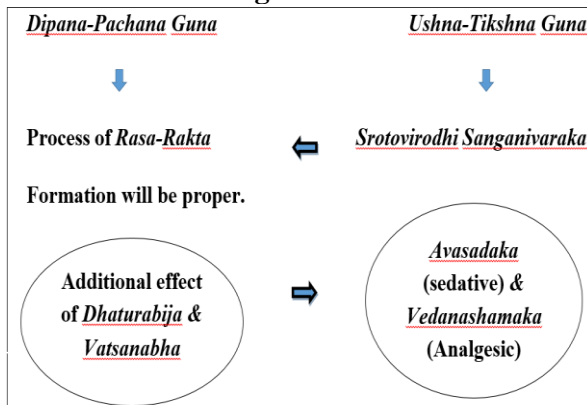 Dipana-Pachana Guna
Ushna-Tikshna Guna
Process of Rasa-Rakta
Formation will be proper.
Srotovirodhi Sanganivaraka
Additional effect
of Dhaturabija &
Vatsanabha
Avasadaka
(sedative) &
Vedanashamaka
(Analgesic)